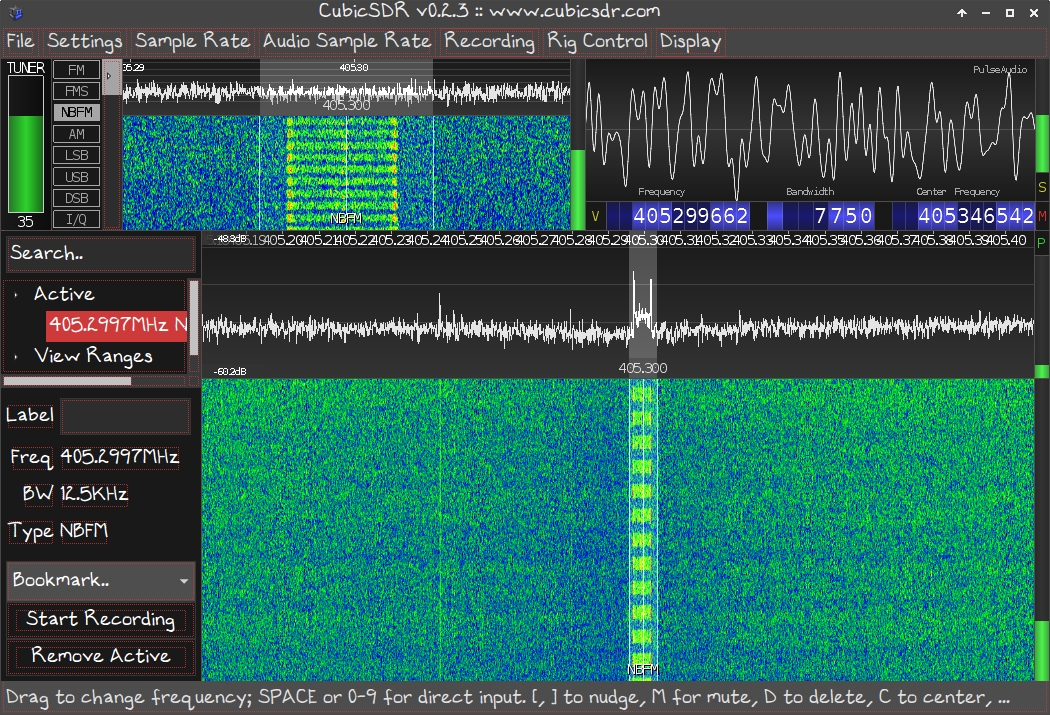 CubicSDR v0.2.3 :: www.cubicsdr.com
File Settings Sample Rate Audio Sample Rate Recording Rig Control Display
TUNER
35
FM
FMS
NBFM
AM
LSB
USB
DSB
I/Q
405.30
405.300
NBFM
PulseAudio
Frequency Bandwidth Center Frequency
V 405299662 7750 405346542
S
M
P
Search..
Active
405.2997MHz N
View Ranges
Label
Freq 405.2997MHz
BW 12.5KHz
Type NBFM
Bookmark..
Start Recording
Remove Active
-48.3dB 405.20 405.21 405.22 405.23 405.24 405.25 405.26 405.27 405.28 405.29 405.30 405.31 405.32 405.33 405.34 405.35 405.36 405.37 405.38 405.39 405.40
405.300
-60.2dB
NBFM
Drag to change frequency; SPACE or 0-9 for direct input. [, ] to nudge, M for mute, D to delete, C to center, ...